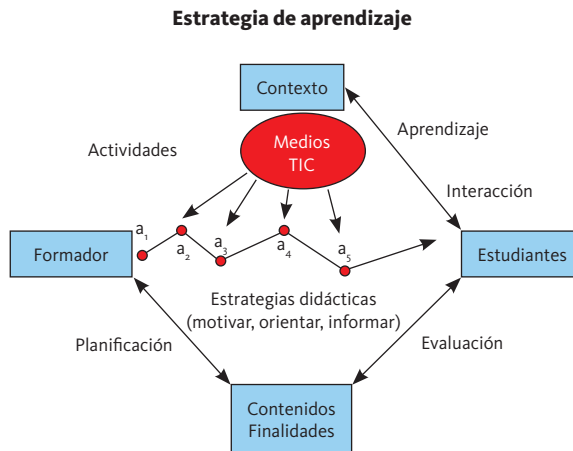 Estrategia de aprendizaje
Contexto
Medios
TIC
Aprendizaje
Actividades
Interacción
a1
a2
a3
a4
a5
Formador
Estudiantes
Estrategias didácticas
(motivar, orientar, informar)
Planificación
Evaluación
Contenidos
Finalidades